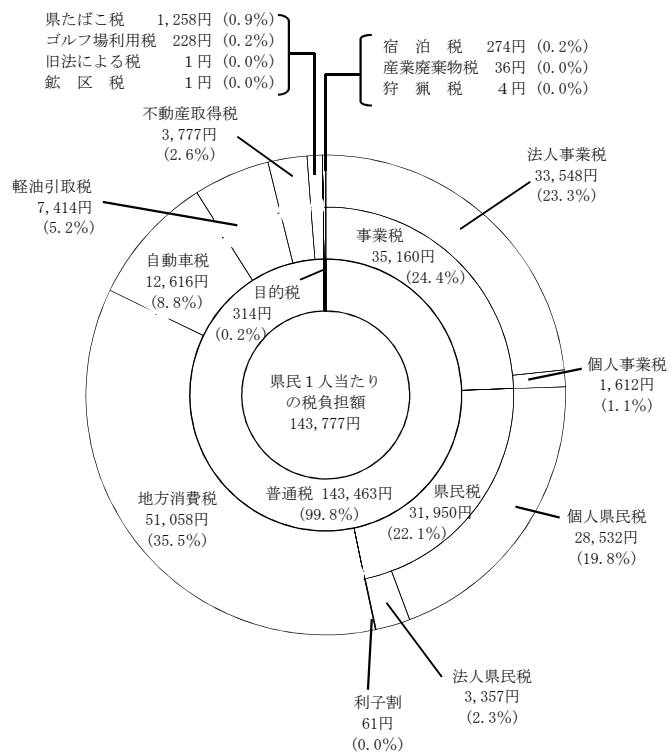 県たばこ税 1,258円 (0.9%)
ゴルフ場利用税 228円 (0.2%)
旧法による税 1円 (0.0%)
鉱区税 1円 (0.0%)
宿泊税 274円 (0.2%)
産業廃棄物税 36円 (0.0%)
狩猟税 4円 (0.0%)
不動産取得税
3,777円
(2.6%)
法人事業税
33,548円
(23.3%)
軽油引取税
7,414円
(5.2%)
事業税
35,160円
(24.4%)
自動車税
12,616円
(8.8%)
目的税
314円
(0.2%)
個人事業税
1,612円
(1.1%)
県民1人当たり
の税負担額
143,777円
地方消費税
51,058円
(35.5%)
普通税 143,463円
(99.8%)
県民税
31,950円
(22.1%)
個人県民税
28,532円
(19.8%)
法人県民税
3,357円
(2.3%)
利子割
61円
(0.0%)